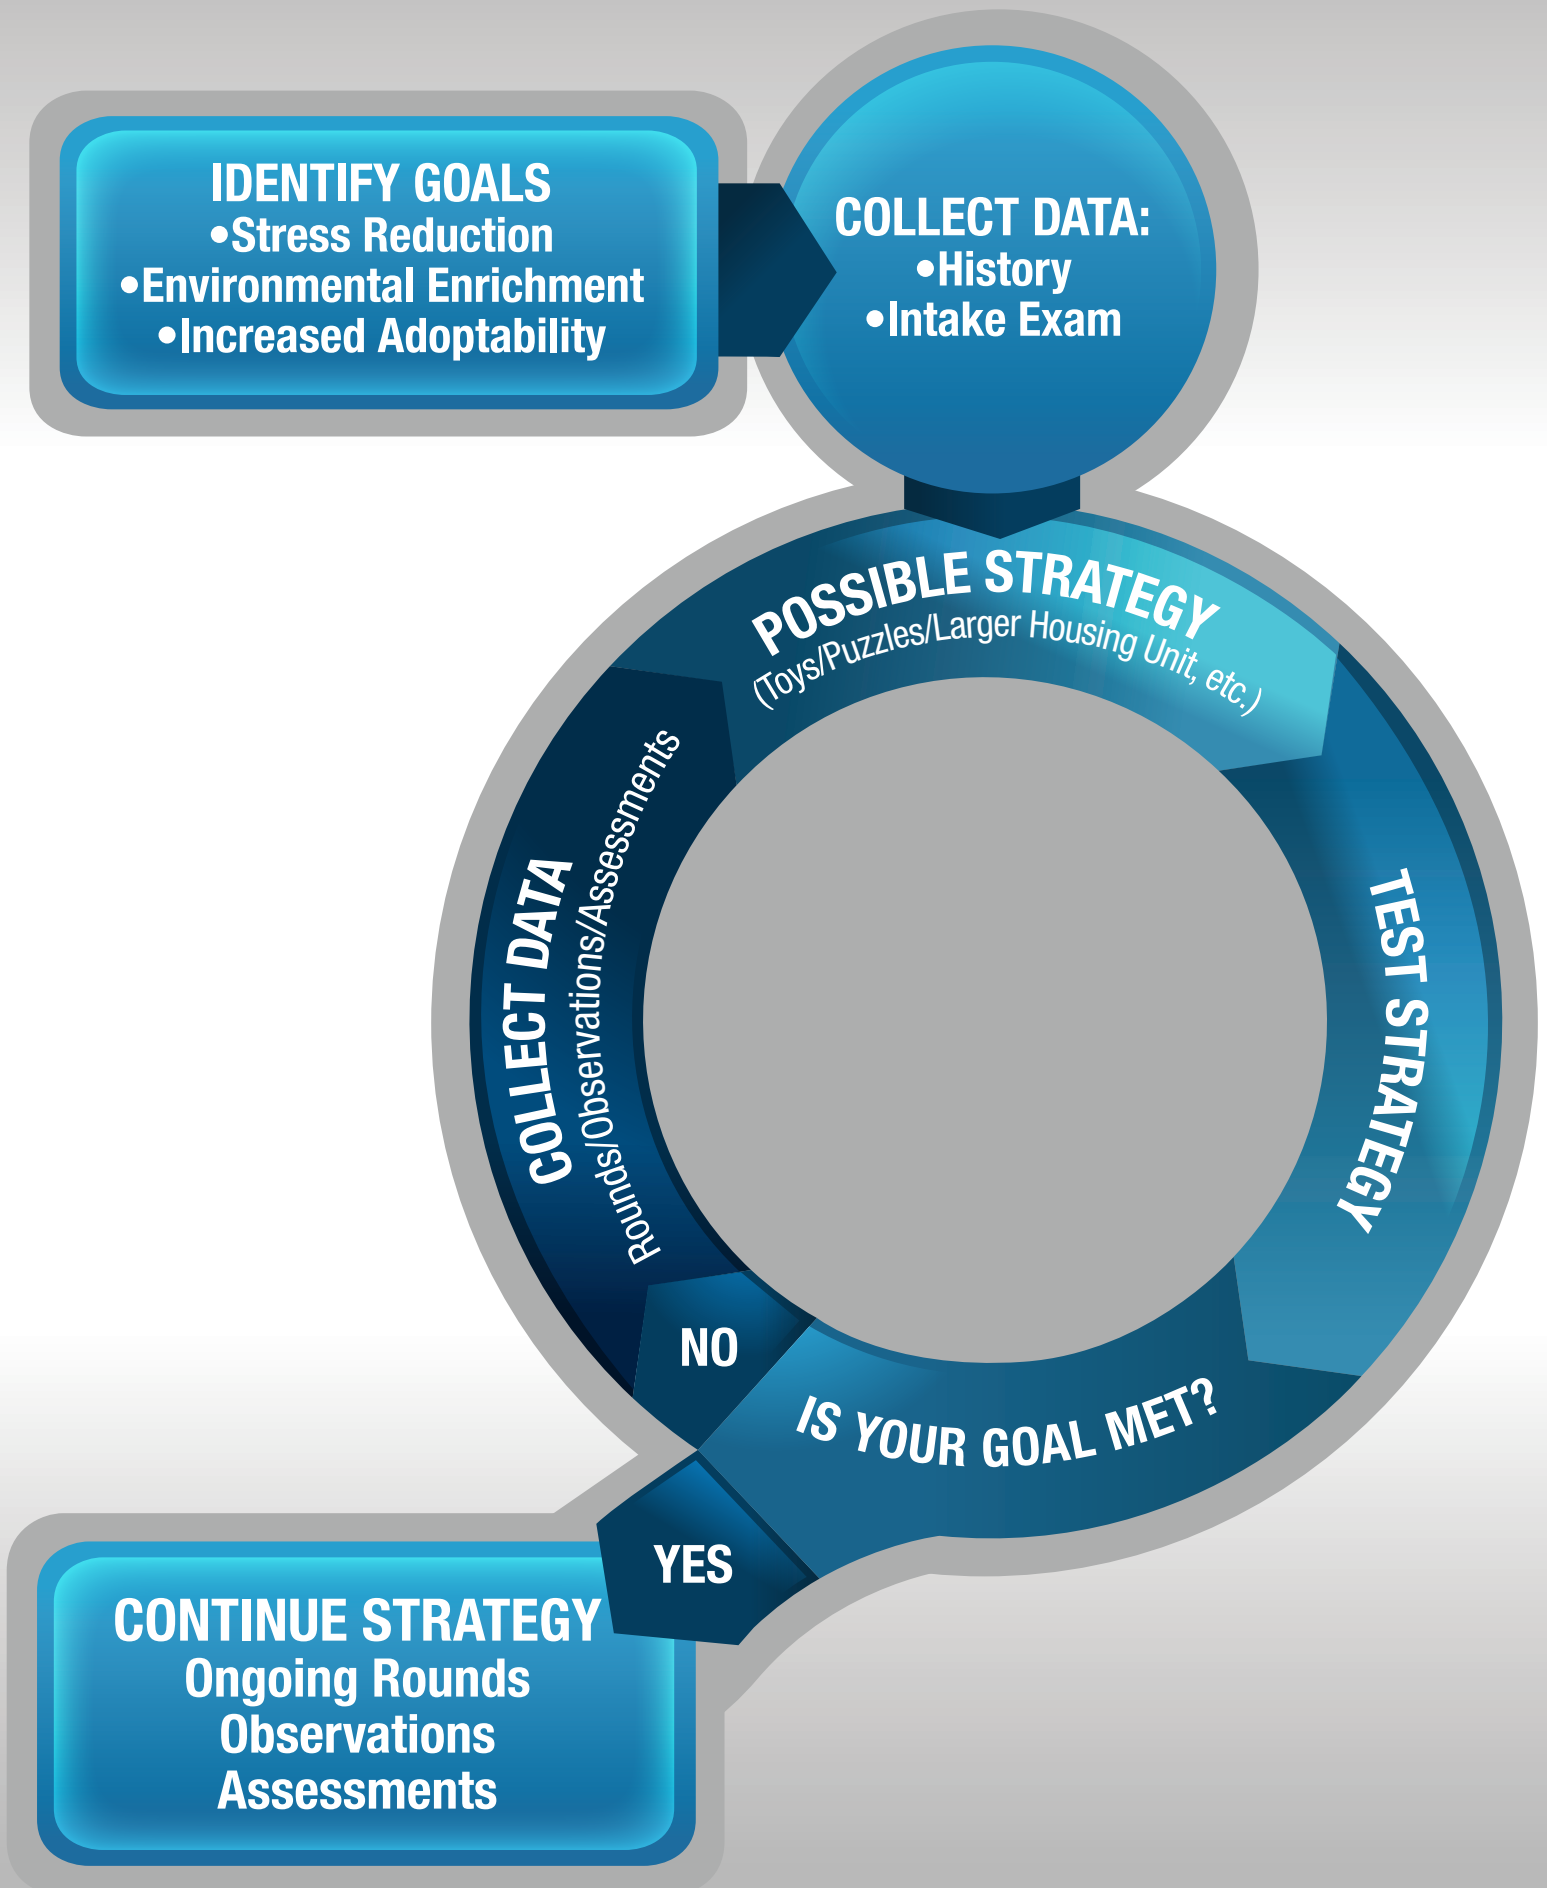 IDENTIFY GOALS
•Stress Reduction
•Environmental Enrichment
•Increased Adoptability
COLLECT DATA:
•History
•Intake Exam
POSSIBLE STRATEGY
(Toys/Puzzles/Larger Housing Unit, etc.)
TEST STRATEGY
IS YOUR GOAL MET?
NO
COLLECT DATA
Rounds/Observations/Assessments
YES
CONTINUE STRATEGY
Ongoing Rounds
Observations
Assessments